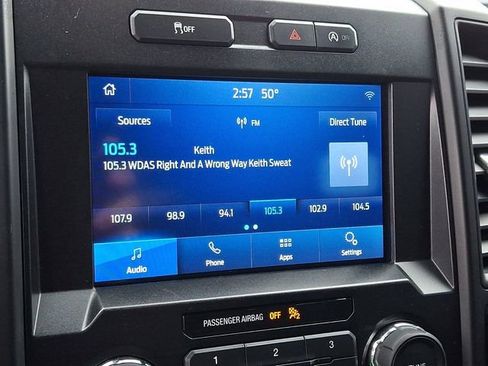 OFF
OFF
2:57 50°
Sources
FM
Direct Tune
105.3 Keith
105.3 WDAS Right And A Wrong Way Keith Sweat
107.9 98.9 94.1 105.3 102.9 104.5
Audio Phone Apps Settings
PASSENGER AIRBAG OFF 2
1 2 3
TUNE